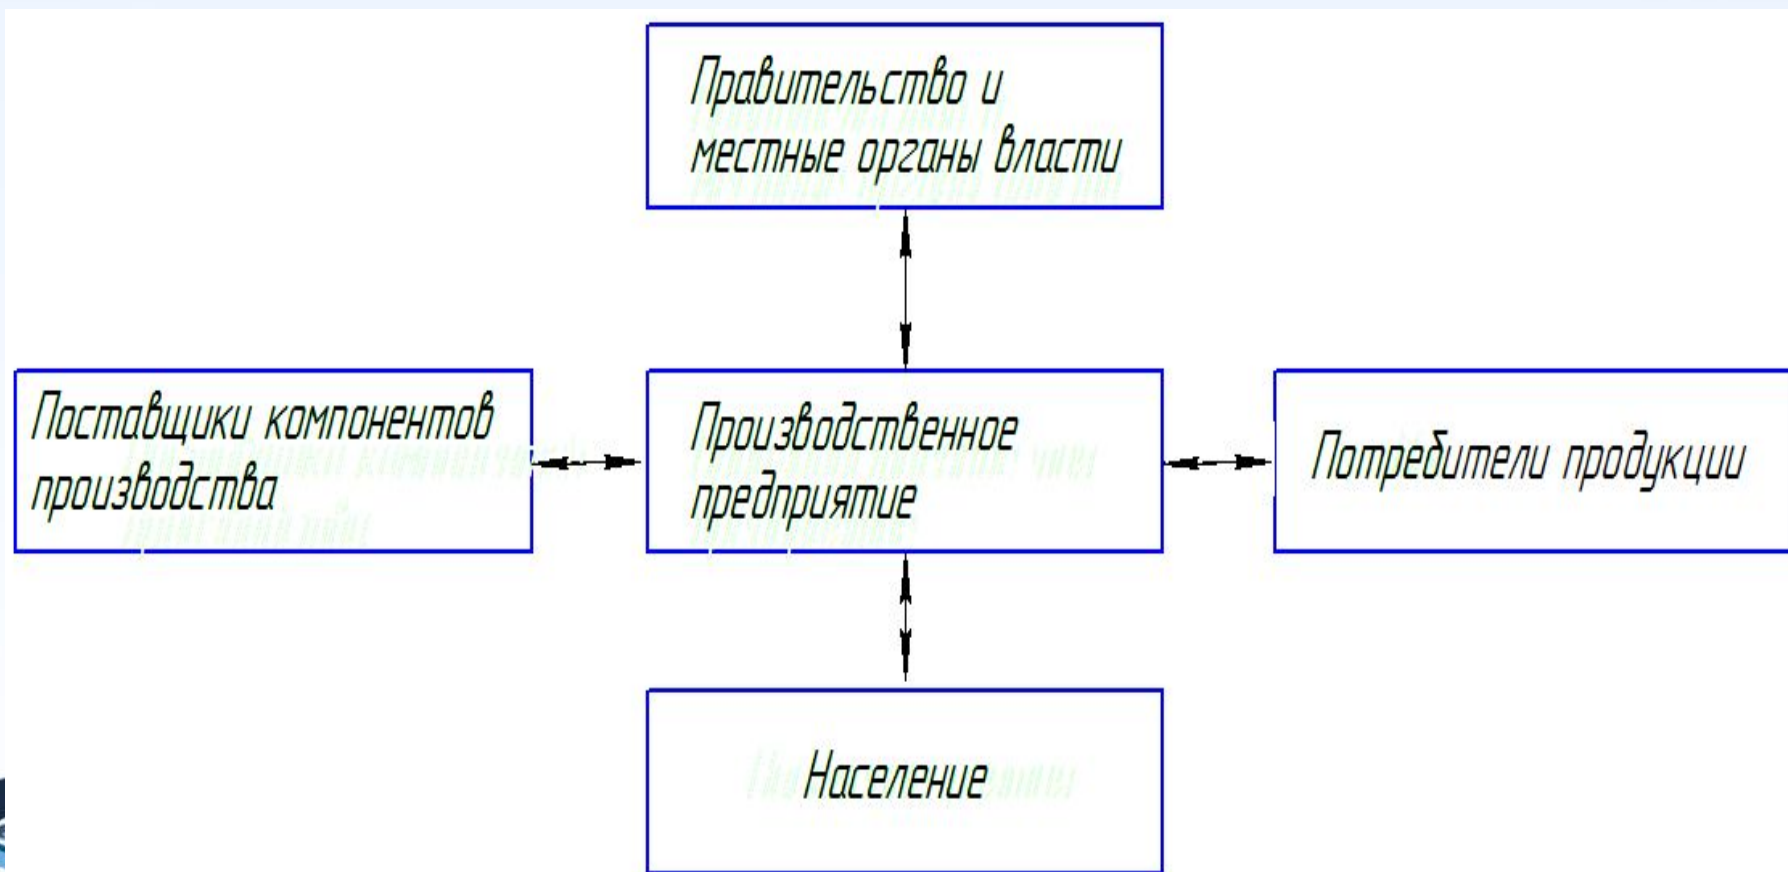 Правительство и
местные органы власти
Поставщики компонентов
производства
Производственное
предприятие
Потребители продукции
Население